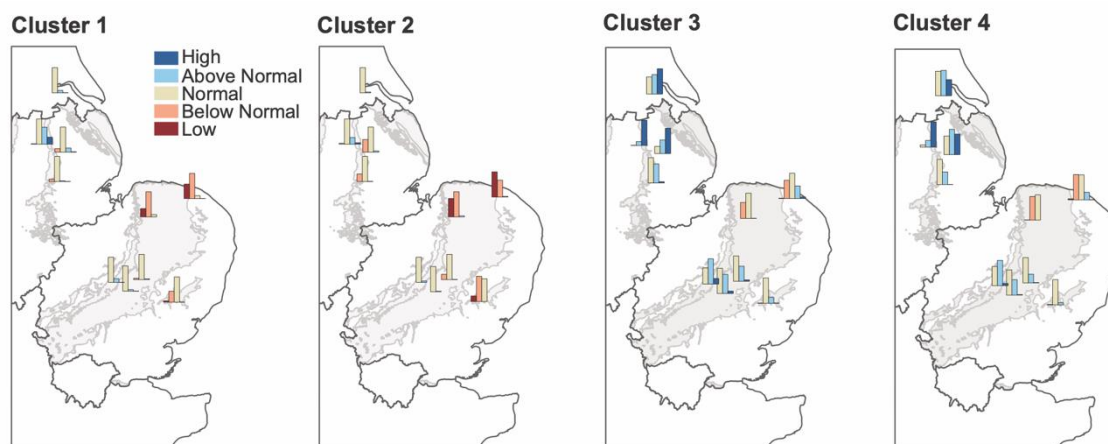 Cluster 1
Cluster 2
Cluster 3
Cluster 4
High
Above Normal
Normal
Below Normal
Low